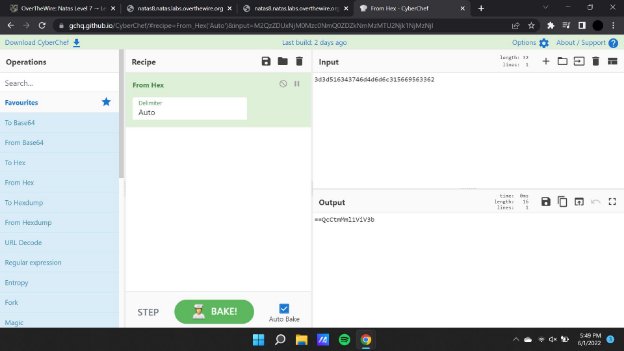 OverTheWire: Natas Level 7 — Le
natas8.natas.labs.overthewire.org
natas8.natas.labs.overthewire.org
From Hex - CyberChef
gchq.github.io/CyberChef/#recipe=From_Hex('Auto')&input=M2QzZDUxNjM0Mzc0NmQ0ZDZkNmMzMTU2Njk1NjMzNjI
Download CyberChef
Last build: 2 days ago
Options
About / Support
Operations
Recipe
Input
length: 32
lines: 1
Search...
From Hex
3d3d516343746d4d6d6c315669563362
Favourites
Delimiter
Auto
To Base64
From Base64
To Hex
From Hex
To Hexdump
From Hexdump
URL Decode
Regular expression
Entropy
Fork
Magic
Output
time: 0ms
length: 16
lines: 1
==QcCtmMml1ViV3b
STEP
BAKE!
Auto Bake
5:49 PM
6/1/2022